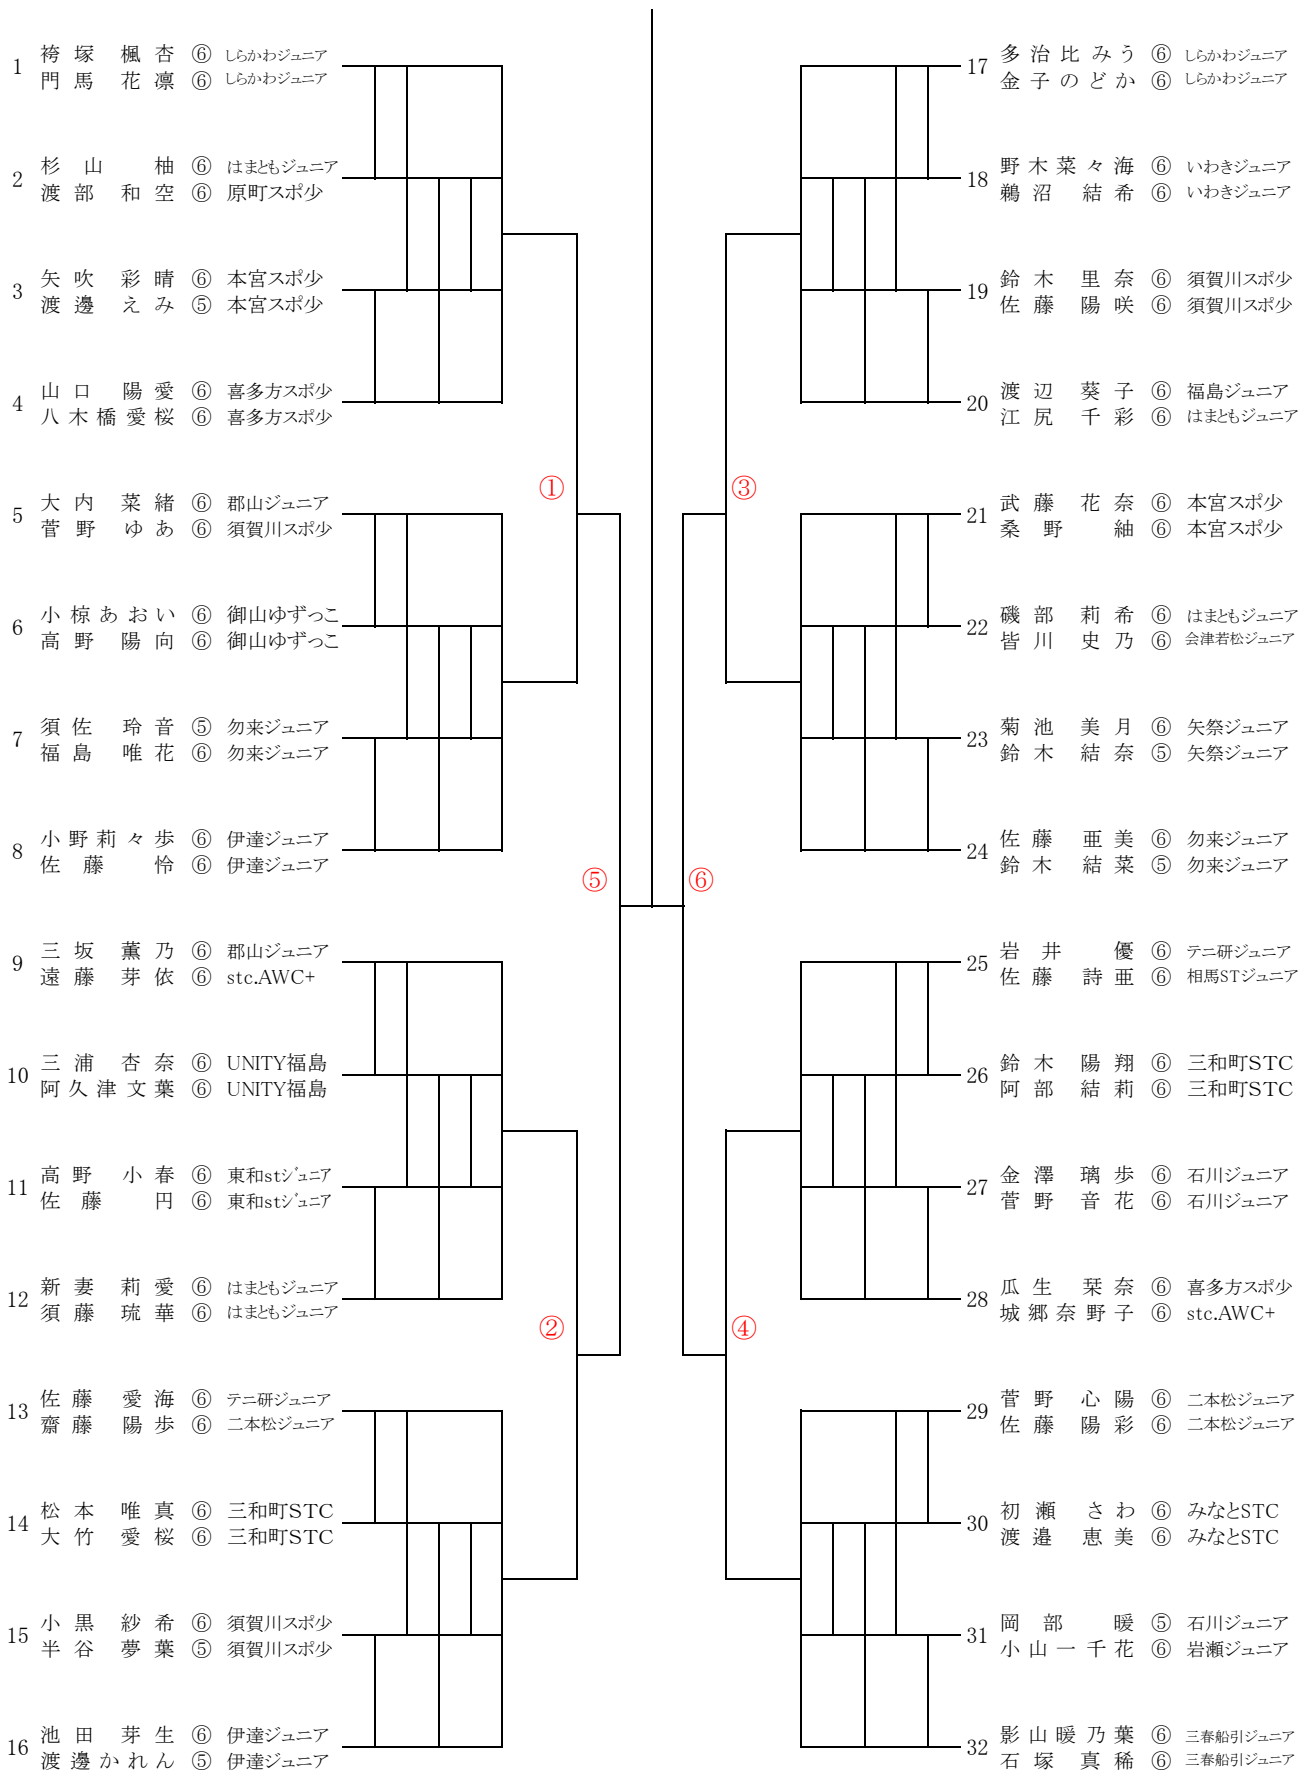 1 袴塚 楓杏 ⑥ しらかわジュニア
門馬 花凛 ⑥ しらかわジュニア
2 杉山 柚 ⑥ はまともジュニア
渡部 和空 ⑥ 原町スポ少
3 矢吹 彩晴 ⑥ 本宮スポ少
渡邊 えみ ⑤ 本宮スポ少
4 山口 陽愛 ⑥ 喜多方スポ少
八木橋愛桜 ⑥ 喜多方スポ少
①
5 大内 菜緒 ⑥ 郡山ジュニア
菅野 ゆあ ⑥ 須賀川スポ少
6 小椋あおい ⑥ 御山ゆずっこ
高野 陽向 ⑥ 御山ゆずっこ
7 須佐 玲音 ⑤ 勿来ジュニア
福島 唯花 ⑥ 勿来ジュニア
8 小野莉々歩 ⑥ 伊達ジュニア
佐藤 怜 ⑥ 伊達ジュニア
⑤
9 三坂 薫乃 ⑥ 郡山ジュニア
遠藤 芽依 ⑥ stc.AWC+
10 三浦 杏奈 ⑥ UNITY福島
阿久津文葉 ⑥ UNITY福島
11 高野 小春 ⑥ 東和stジュニア
佐藤 円 ⑥ 東和stジュニア
12 新妻 莉愛 ⑥ はまともジュニア
須藤 琉華 ⑥ はまともジュニア
②
13 佐藤 愛海 ⑥ テニ研ジュニア
齋藤 陽歩 ⑥ 二本松ジュニア
14 松本 唯真 ⑥ 三和町STC
大竹 愛桜 ⑥ 三和町STC
15 小黒 紗希 ⑥ 須賀川スポ少
半谷 夢葉 ⑤ 須賀川スポ少
16 池田 芽生 ⑥ 伊達ジュニア
渡邊かれん ⑤ 伊達ジュニア
17 多治比みう ⑥ しらかわジュニア
金子のどか ⑥ しらかわジュニア
18 野木菜々海 ⑥ いわきジュニア
鵜沼 結希 ⑥ いわきジュニア
19 鈴木 里奈 ⑥ 須賀川スポ少
佐藤 陽咲 ⑥ 須賀川スポ少
20 渡辺 葵子 ⑥ 福島ジュニア
江尻 千彩 ⑥ はまともジュニア
③
21 武藤 花奈 ⑥ 本宮スポ少
桑野 紬 ⑥ 本宮スポ少
22 磯部 莉希 ⑥ はまともジュニア
皆川 史乃 ⑥ 会津若松ジュニア
23 菊池 美月 ⑥ 矢祭ジュニア
鈴木 結奈 ⑤ 矢祭ジュニア
24 佐藤 亜美 ⑥ 勿来ジュニア
鈴木 結菜 ⑤ 勿来ジュニア
⑥
25 岩井 優 ⑥ テニ研ジュニア
佐藤 詩亜 ⑥ 相馬STジュニア
26 鈴木 陽翔 ⑥ 三和町STC
阿部 結莉 ⑥ 三和町STC
27 金澤 璃歩 ⑥ 石川ジュニア
菅野 音花 ⑥ 石川ジュニア
28 瓜生 栞奈 ⑥ 喜多方スポ少
城郷奈野子 ⑥ stc.AWC+
④
29 菅野 心陽 ⑥ 二本松ジュニア
佐藤 陽彩 ⑥ 二本松ジュニア
30 初瀬 さわ ⑥ みなとSTC
渡邉 恵美 ⑥ みなとSTC
31 岡部 暖 ⑤ 石川ジュニア
小山一千花 ⑥ 岩瀬ジュニア
32 影山暖乃葉 ⑥ 三春船引ジュニア
石塚 真稀 ⑥ 三春船引ジュニア